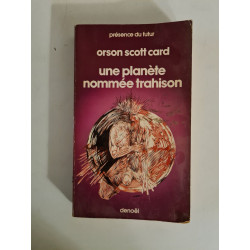 présence du futur
orson scott card
une planète
nommée trahison
denoël